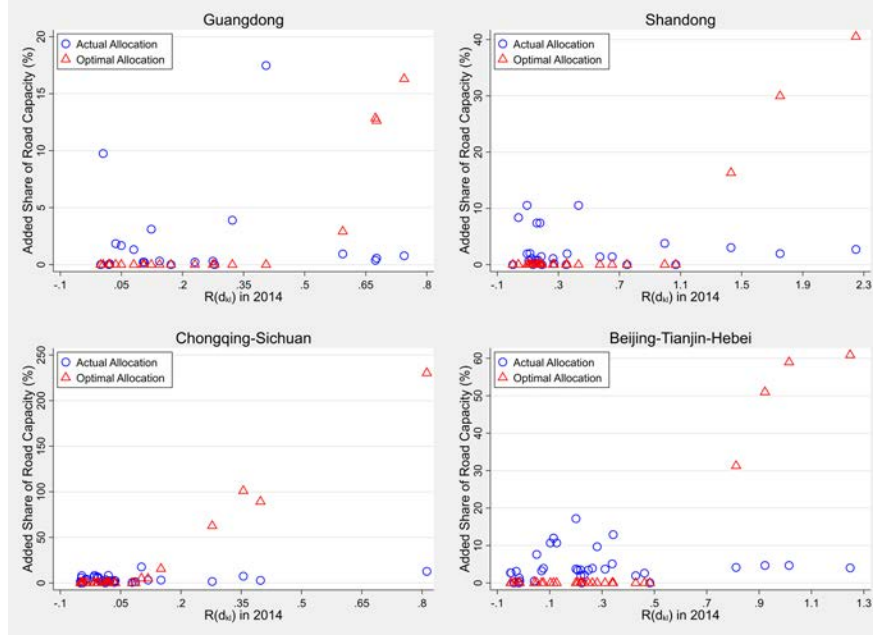 Guangdong
Added Share of Road Capacity (%)
20
15
10
5
0
Actual Allocation
Optimal Allocation
-.1 .05 .2 .35 .5 .65 .8
R(dkl) in 2014
Shandong
Added Share of Road Capacity (%)
40
30
20
10
0
Actual Allocation
Optimal Allocation
-.1 .3 .7 1.1 1.5 1.9 2.3
R(dkl) in 2014
Chongqing-Sichuan
Added Share of Road Capacity (%)
250
200
150
100
50
0
Actual Allocation
Optimal Allocation
-.1 .05 .2 .35 .5 .65 .8
R(dkl) in 2014
Beijing-Tianjin-Hebei
Added Share of Road Capacity (%)
60
50
40
30
20
10
0
Actual Allocation
Optimal Allocation
-.1 .1 .3 .5 .7 .9 1.1 1.3
R(dkl) in 2014